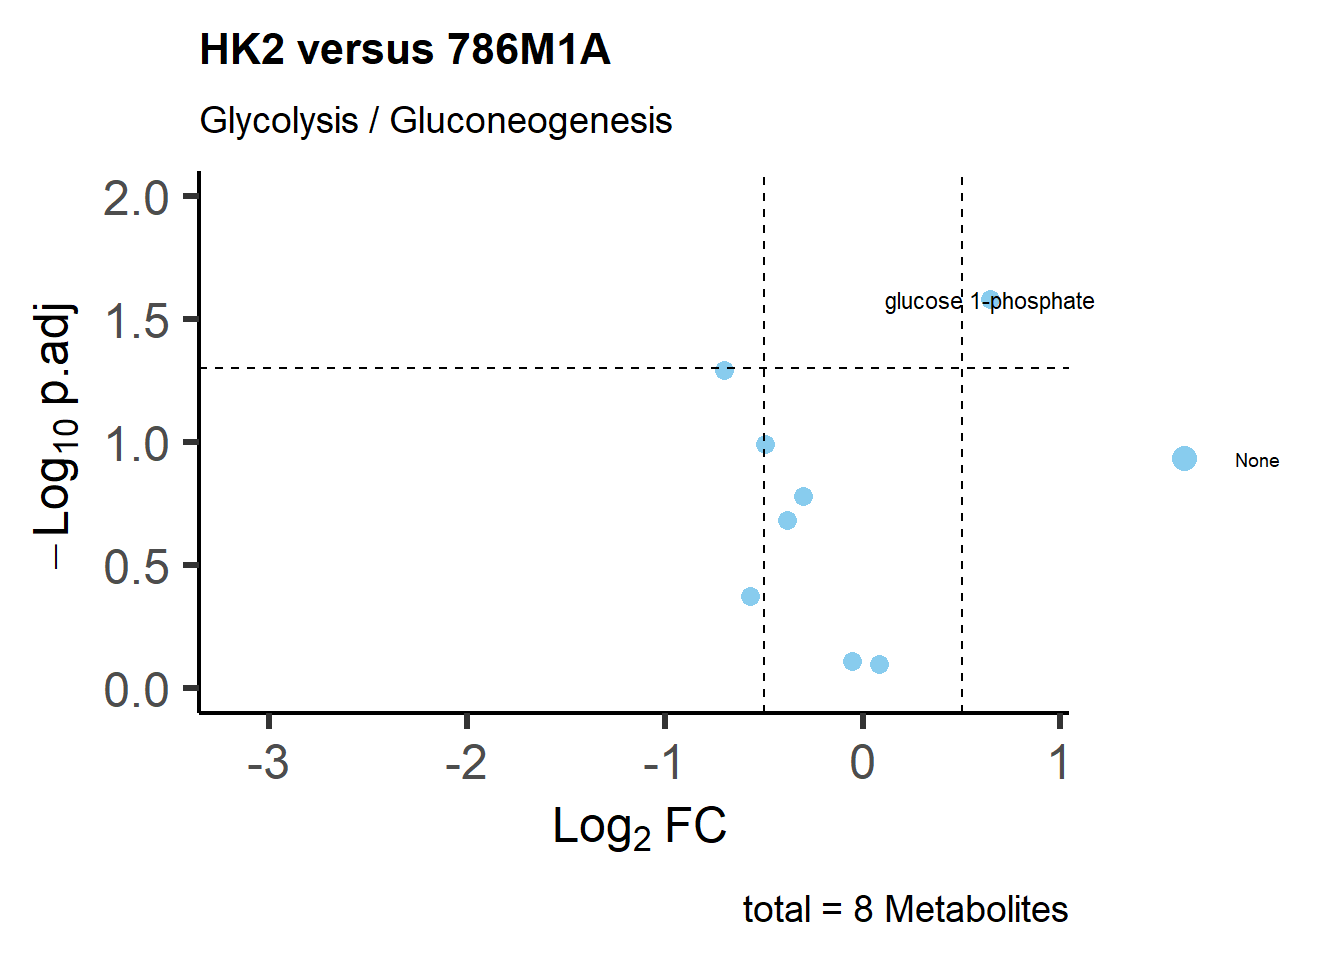 HK2 versus 786M1A
Glycolysis / Gluconeogenesis
−Log10 p.adj
2.0
1.5
1.0
0.5
0.0
glucose 1-phosphate
None
-3
-2
-1
0
1
Log2 FC
total = 8 Metabolites